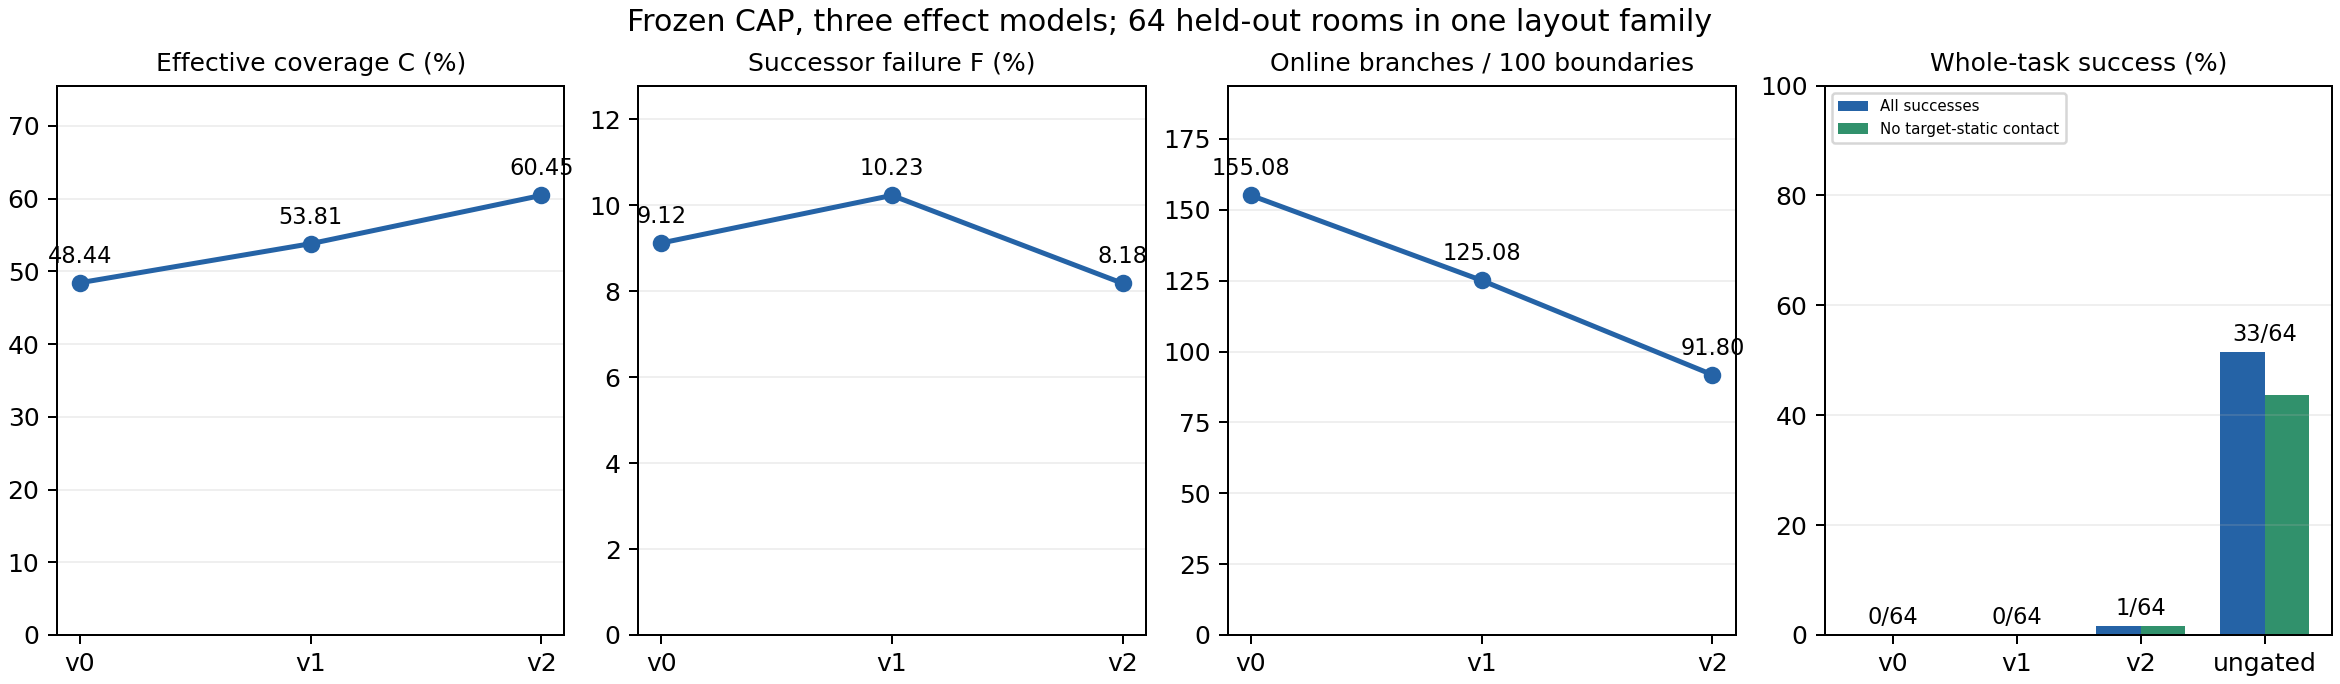 Frozen CAP, three effect models; 64 held-out rooms in one layout family
Effective coverage C (%)
70
60
50
40
30
20
10
0
48.44
53.81
60.45
v0
v1
v2
Successor failure F (%)
12
10
8
6
4
2
0
9.12
10.23
8.18
v0
v1
v2
Online branches / 100 boundaries
175
150
125
100
75
50
25
0
155.08
125.08
91.80
v0
v1
v2
Whole-task success (%)
100
80
60
40
20
0
All successes
No target-static contact
0/64
0/64
1/64
33/64
v0
v1
v2
ungated